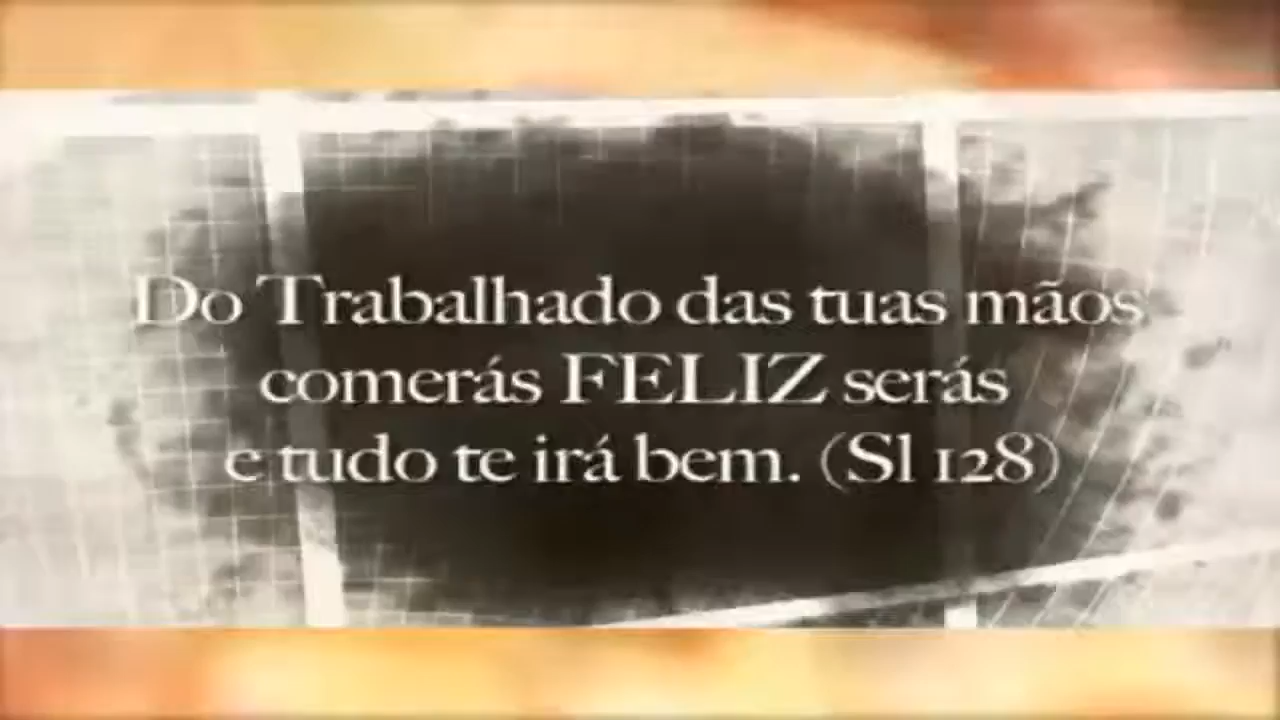 Do Trabalhado das tuas mãos
comerás FELIZ serás
e tudo te irá bem. (Sl 128)